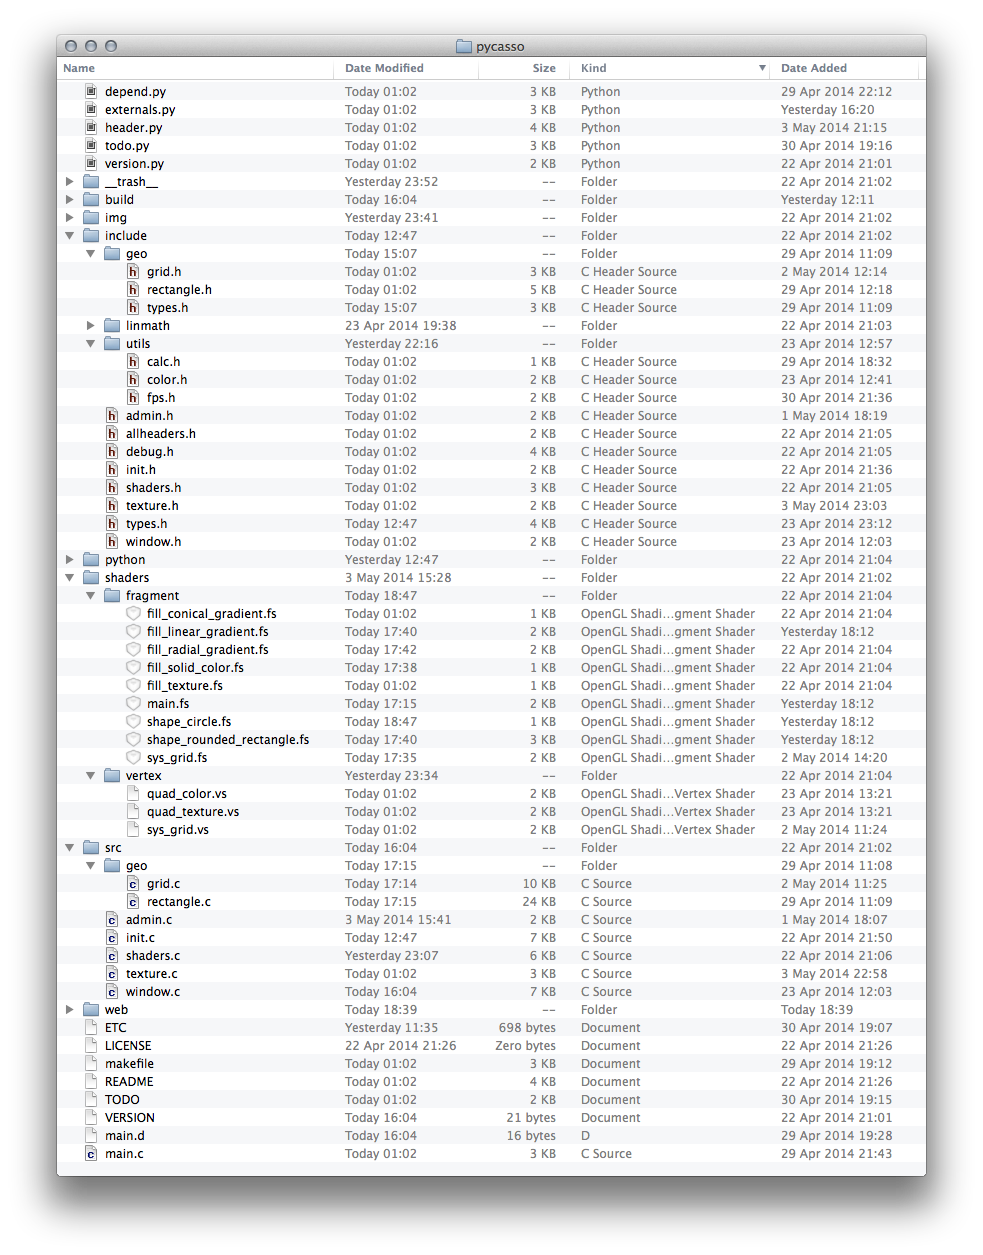 pycasso
Name Date Modified Size Kind Date Added
depend.py Today 01:02 3 KB Python 29 Apr 2014 22:12
externals.py Today 01:02 3 KB Python Yesterday 16:20
header.py Today 01:02 4 KB Python 3 May 2014 21:15
todo.py Today 01:02 3 KB Python 30 Apr 2014 19:16
version.py Today 01:02 2 KB Python 22 Apr 2014 21:01
__trash__ Yesterday 23:52 -- Folder 22 Apr 2014 21:02
build Today 16:04 -- Folder Yesterday 12:11
img Yesterday 23:41 -- Folder 22 Apr 2014 21:02
include Today 12:47 -- Folder 22 Apr 2014 21:02
geo Today 15:07 -- Folder 29 Apr 2014 11:09
grid.h Today 01:02 3 KB C Header Source 2 May 2014 12:14
rectangle.h Today 01:02 5 KB C Header Source 29 Apr 2014 12:18
types.h Today 15:07 3 KB C Header Source 29 Apr 2014 11:09
linmath 23 Apr 2014 19:38 -- Folder 22 Apr 2014 21:03
utils Yesterday 22:16 -- Folder 23 Apr 2014 12:57
calc.h Today 01:02 1 KB C Header Source 29 Apr 2014 18:32
color.h Today 01:02 2 KB C Header Source 23 Apr 2014 12:41
fps.h Today 01:02 2 KB C Header Source 30 Apr 2014 21:36
admin.h Today 01:02 2 KB C Header Source 1 May 2014 18:19
allheaders.h Today 01:02 2 KB C Header Source 22 Apr 2014 21:05
debug.h Today 01:02 4 KB C Header Source 22 Apr 2014 21:05
init.h Today 01:02 2 KB C Header Source 22 Apr 2014 21:36
shaders.h Today 01:02 3 KB C Header Source 22 Apr 2014 21:05
texture.h Today 01:02 2 KB C Header Source 3 May 2014 23:03
types.h Today 12:47 4 KB C Header Source 23 Apr 2014 23:12
window.h Today 01:02 2 KB C Header Source 23 Apr 2014 12:03
python Yesterday 12:47 -- Folder 22 Apr 2014 21:04
shaders 3 May 2014 15:28 -- Folder 22 Apr 2014 21:02
fragment Today 18:47 -- Folder 22 Apr 2014 21:04
fill_conical_gradient.fs Today 01:02 1 KB OpenGL Shadi...gment Shader 22 Apr 2014 21:04
fill_linear_gradient.fs Today 17:40 2 KB OpenGL Shadi...gment Shader Yesterday 18:12
fill_radial_gradient.fs Today 17:42 2 KB OpenGL Shadi...gment Shader 22 Apr 2014 21:04
fill_solid_color.fs Today 17:38 1 KB OpenGL Shadi...gment Shader 22 Apr 2014 21:04
fill_texture.fs Today 01:02 1 KB OpenGL Shadi...gment Shader 22 Apr 2014 21:04
main.fs Today 17:15 2 KB OpenGL Shadi...gment Shader Yesterday 18:12
shape_circle.fs Today 18:47 1 KB OpenGL Shadi...gment Shader Yesterday 18:12
shape_rounded_rectangle.fs Today 17:40 3 KB OpenGL Shadi...gment Shader Yesterday 18:12
sys_grid.fs Today 17:35 2 KB OpenGL Shadi...gment Shader 2 May 2014 14:20
vertex Yesterday 23:34 -- Folder 22 Apr 2014 21:04
quad_color.vs Today 01:02 2 KB OpenGL Shadi...Vertex Shader 23 Apr 2014 13:21
quad_texture.vs Today 01:02 2 KB OpenGL Shadi...Vertex Shader 23 Apr 2014 13:21
sys_grid.vs Today 01:02 2 KB OpenGL Shadi...Vertex Shader 2 May 2014 11:24
src Today 16:04 -- Folder 22 Apr 2014 21:02
geo Today 17:15 -- Folder 29 Apr 2014 11:08
grid.c Today 17:14 10 KB C Source 2 May 2014 11:25
rectangle.c Today 17:15 24 KB C Source 29 Apr 2014 11:09
admin.c 3 May 2014 15:41 2 KB C Source 1 May 2014 18:07
init.c Today 12:47 7 KB C Source 22 Apr 2014 21:50
shaders.c Yesterday 23:07 6 KB C Source 22 Apr 2014 21:06
texture.c Today 01:02 3 KB C Source 3 May 2014 22:58
window.c Today 16:04 7 KB C Source 23 Apr 2014 12:03
web Today 18:39 -- Folder Today 18:39
ETC Yesterday 11:35 698 bytes Document 30 Apr 2014 19:07
LICENSE 22 Apr 2014 21:26 Zero bytes Document 22 Apr 2014 21:26
makefile Today 01:02 3 KB Document 29 Apr 2014 19:12
README Today 01:02 4 KB Document 22 Apr 2014 21:26
TODO Today 01:02 2 KB Document 30 Apr 2014 19:15
VERSION Today 16:04 21 bytes Document 22 Apr 2014 21:01
main.d Today 16:04 16 bytes D 29 Apr 2014 19:28
main.c Today 01:02 3 KB C Source 29 Apr 2014 21:43